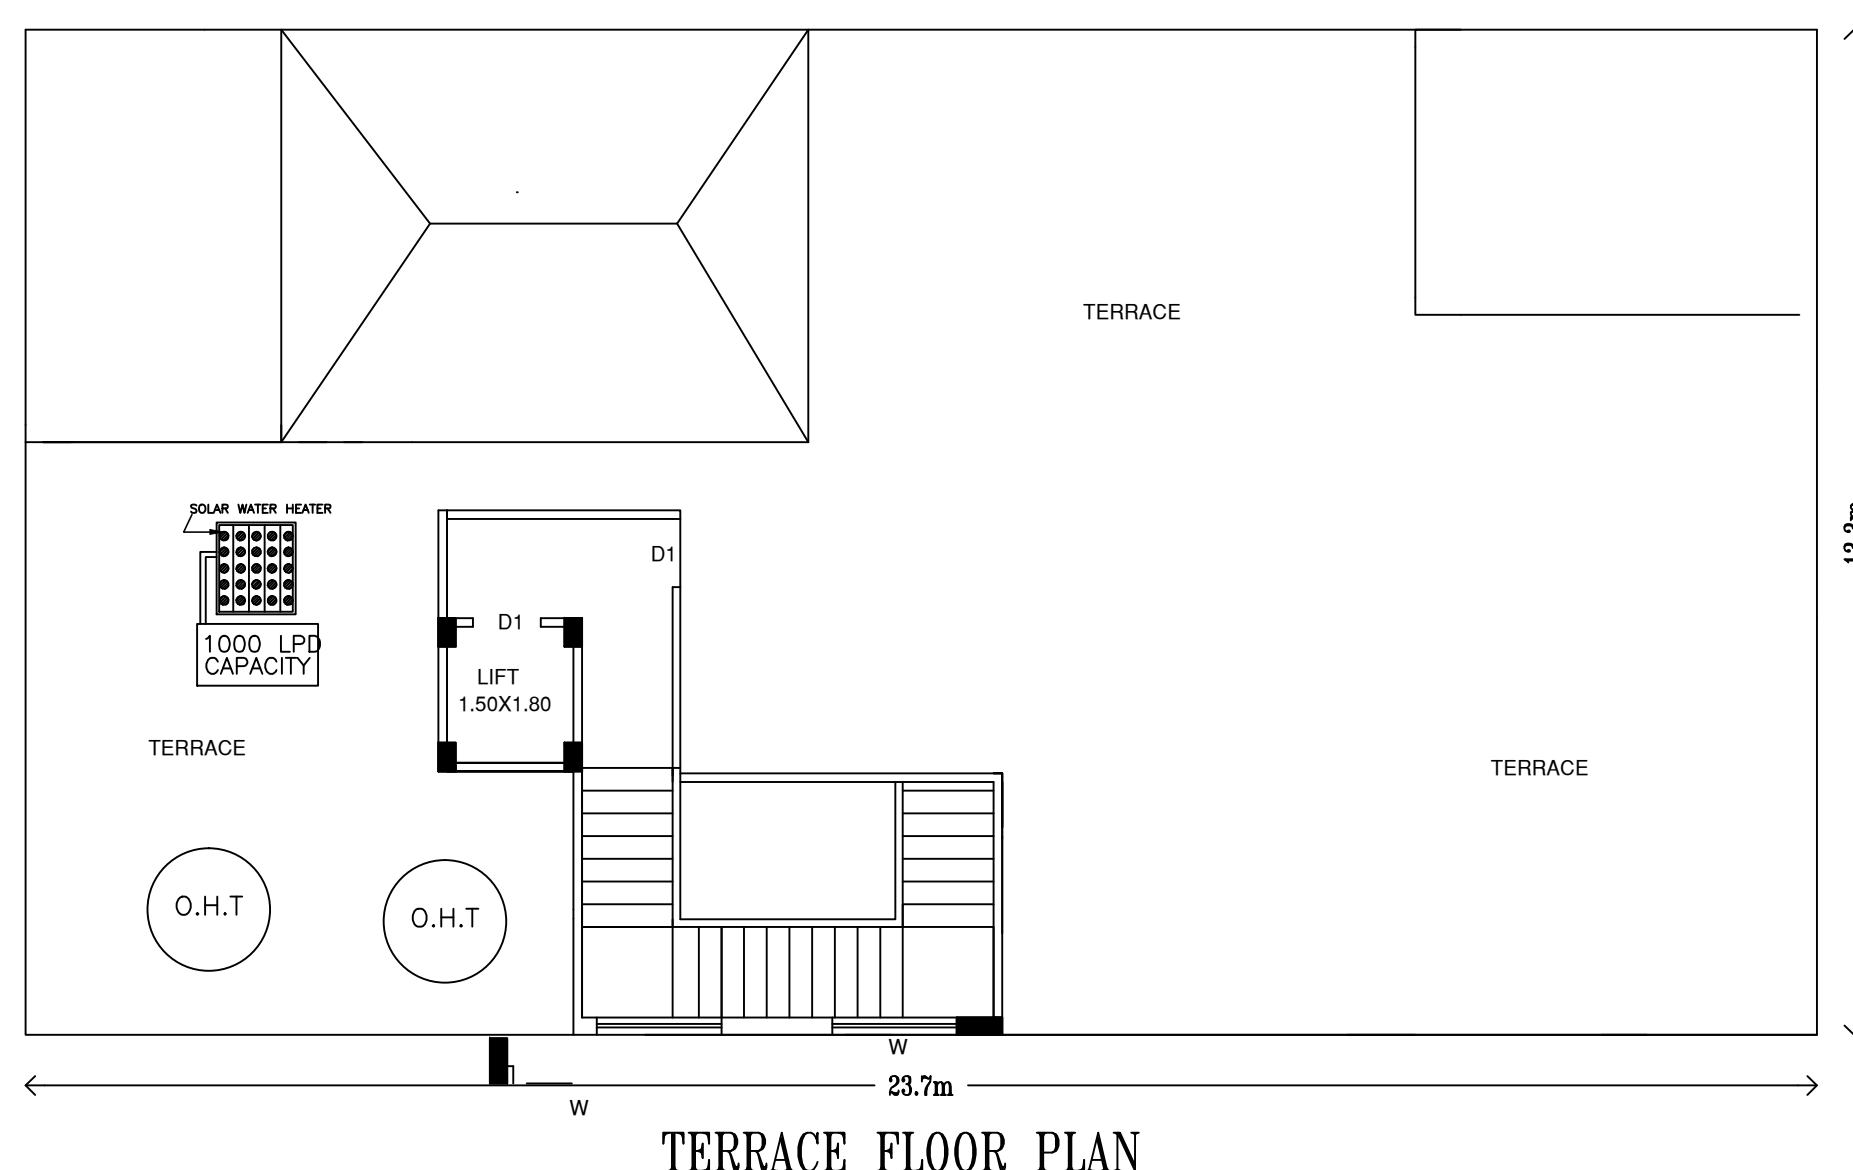 TERRACE
SOLAR WATER HEATER
D1
D1
1000 LPD
CAPACITY
LIFT
1.50X1.80
TERRACE
TERRACE
O.H.T
O.H.T
W
23.7m
W
TERRACE FLOOR PLAN